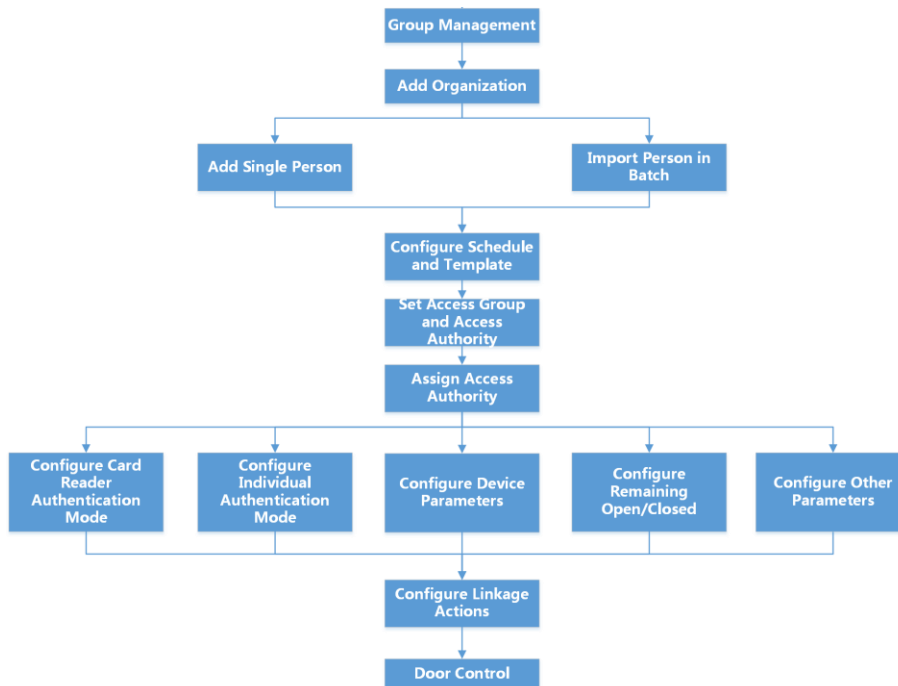 Group Management
Add Organization
Add Single Person
Import Person in
Batch
Configure Schedule
and Template
Set Access Group
and Access
Authority
Assign Access
Authority
Configure Card
Reader
Authentication
Mode
Configure
Individual
Authentication
Mode
Configure Device
Parameters
Configure
Remaining
Open/Closed
Configure Other
Parameters
Configure Linkage
Actions
Door Control